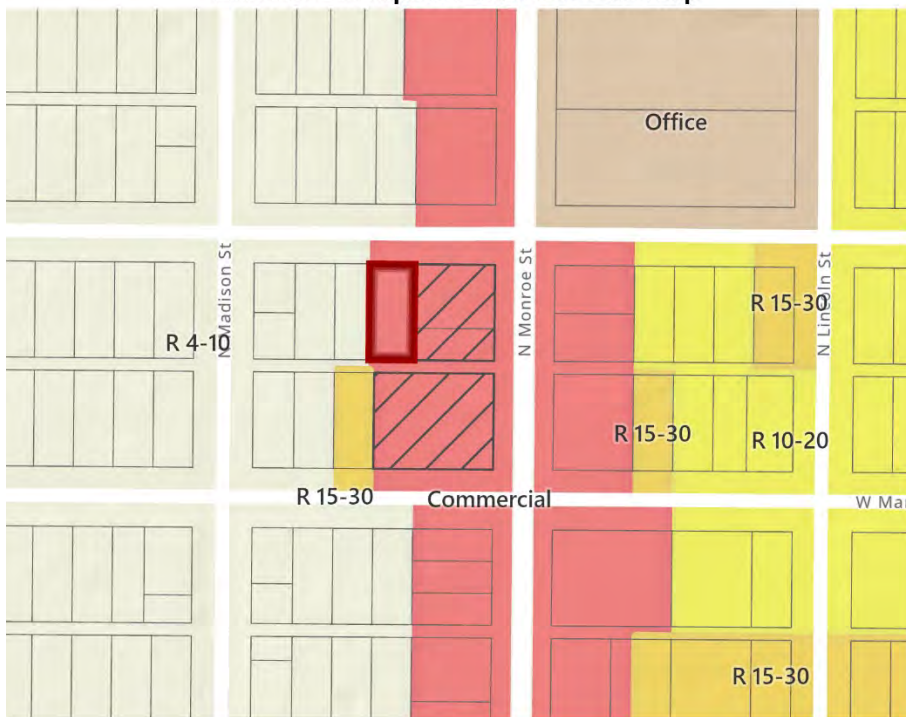 Office
N Madison St
N Monroe St
N Lincoln St
R 15-30
R 4-10
R 15-30
R 10-20
R 15-30
Commercial
W Mar
R 15-30